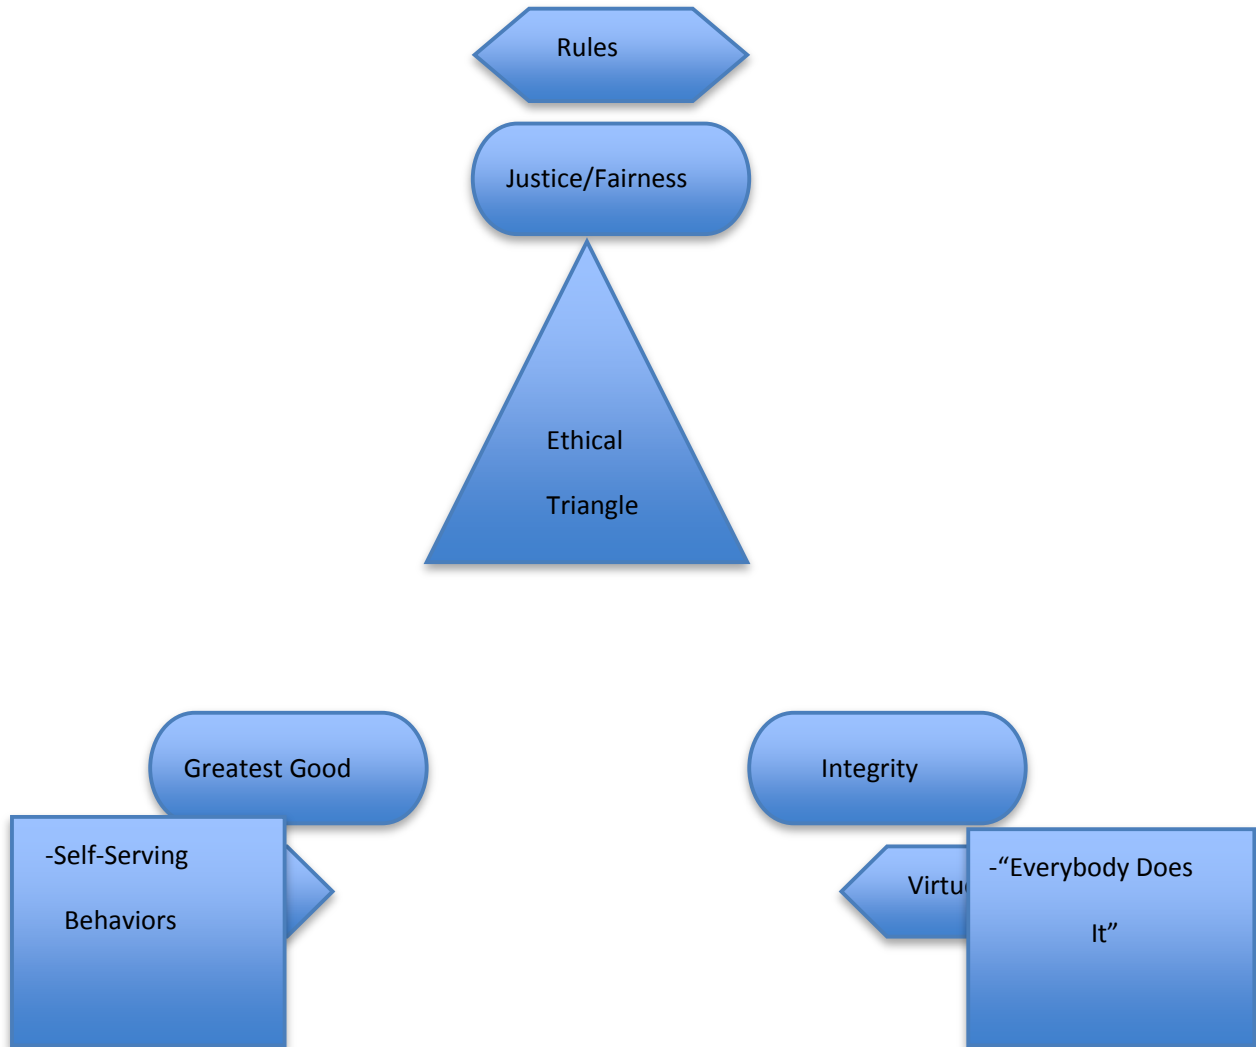 Rules
Justice/Fairness
Ethical
Triangle
Greatest Good
Integrity
-Self-Serving
Behaviors
-“Everybody Does
It”